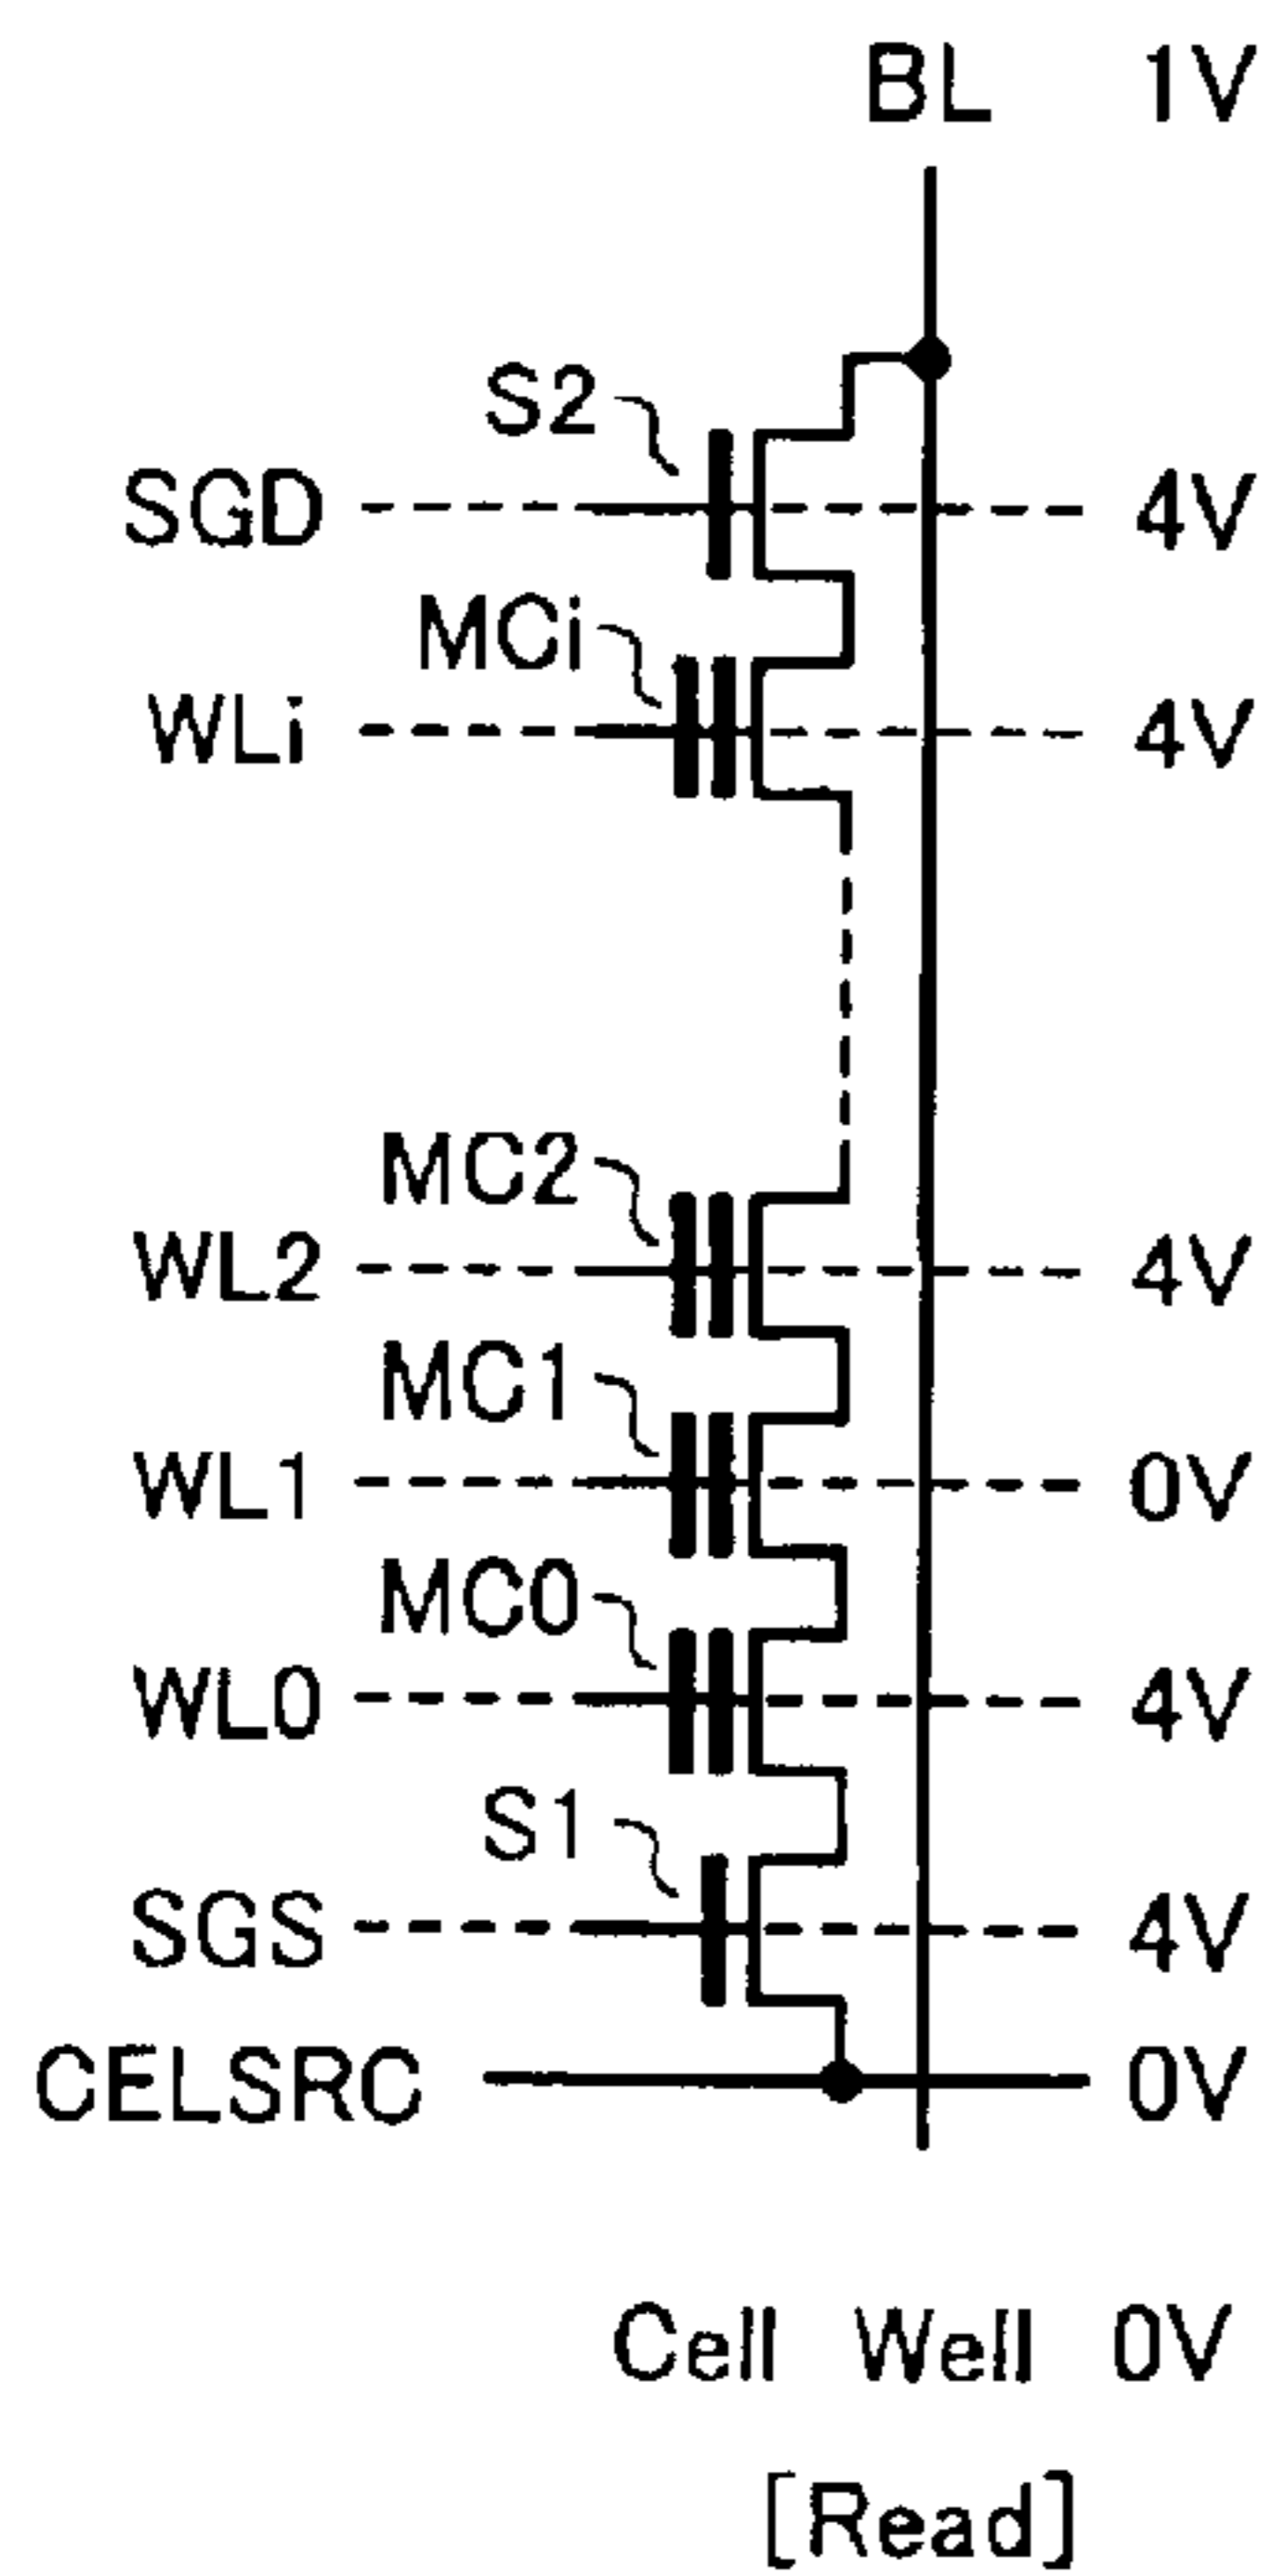 BL 1V
S2
SGD 4V
MCi
WLi 4V
MC2
WL2 4V
MC1
WL1 0V
MC0
WL0 4V
S1
SGS 4V
CELSRC 0V
Cell Well 0V
[Read]